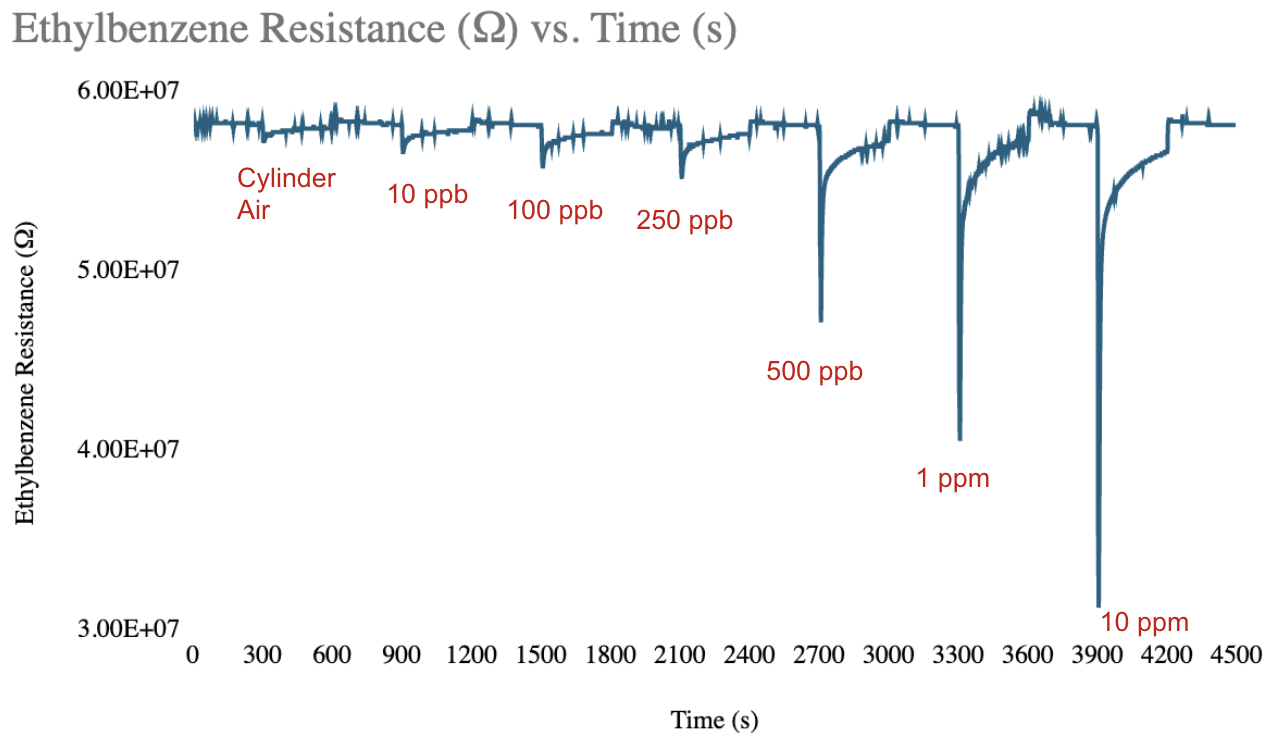 Ethylbenzene Resistance (Ω) vs. Time (s)
6.00E+07
5.00E+07
4.00E+07
3.00E+07
Ethylbenzene Resistance (Ω)
Cylinder
Air
10 ppb
100 ppb
250 ppb
500 ppb
1 ppm
10 ppm
0 300 600 900 1200 1500 1800 2100 2400 2700 3000 3300 3600 3900 4200 4500
Time (s)